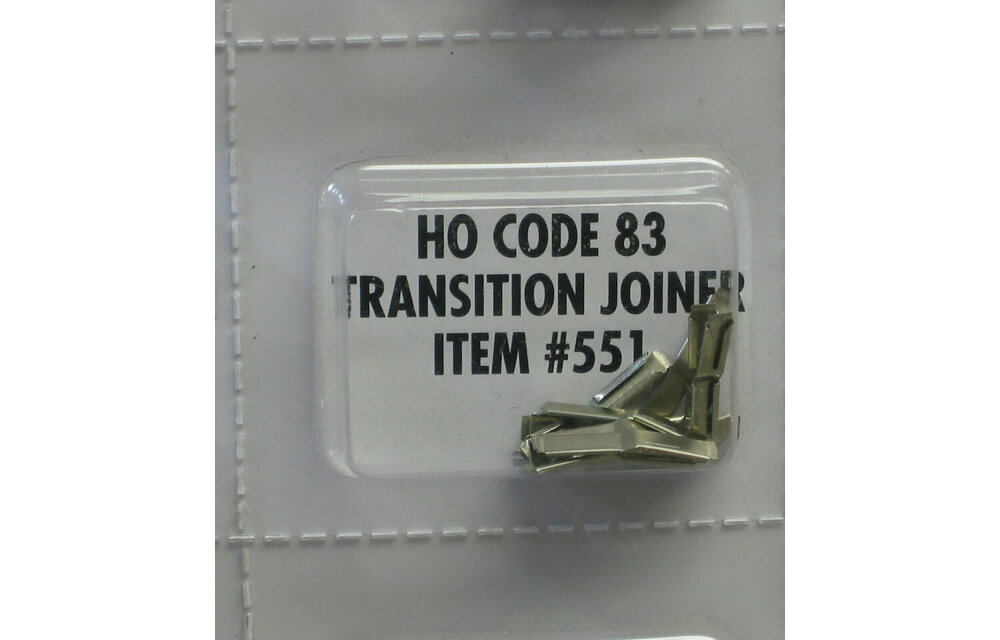 HO CODE 83
TRANSITION JOINER
ITEM #551